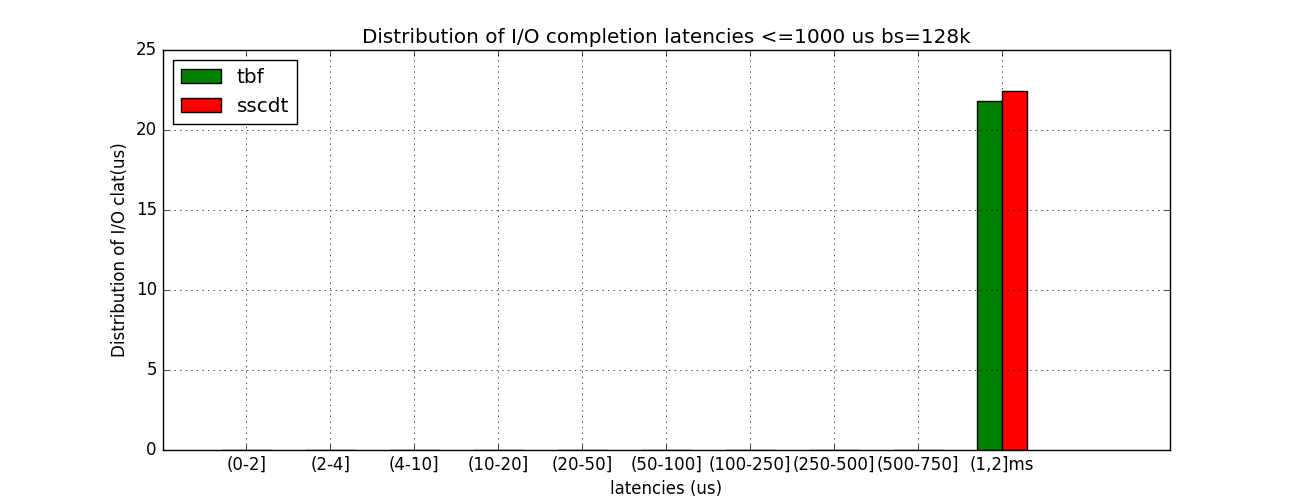 Distribution of I/O completion latencies <=1000 us bs=128k
tbf
sscdt
Distribution of I/O clat(us)
25
20
15
10
5
0
(0-2] (2-4] (4-10] (10-20] (20-50] (50-100] (100-250] (250-500] (500-750] (1,2]ms
latencies (us)